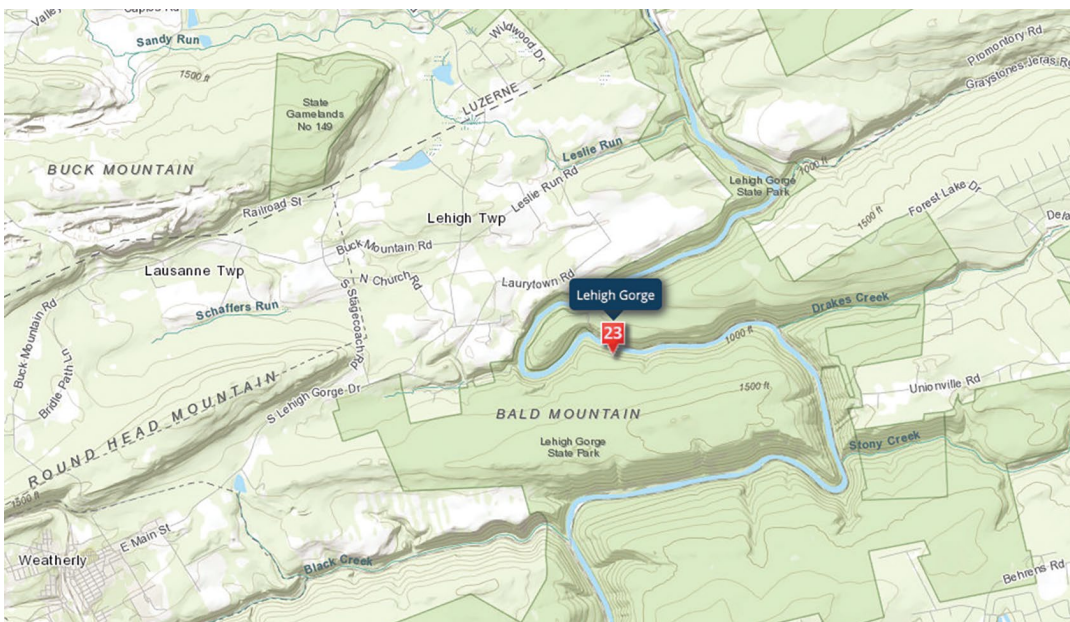 Valley
Capps Rd
Sandy Run
Wildwood Dr
Promontory Rd
Graystones-Jeras Rd
1500 ft
State
Gamelands
No 149
LUZERNE
Leslie Run
1000 ft
BUCK MOUNTAIN
Lehigh Gorge
State Park
Leslie Run Rd
Forest Lake Dr
Railroad St
Lehigh Twp
1500 ft
Buck Mountain Rd
Lausanne Twp
N Church Rd
Laurytown Rd
Lehigh Gorge
Schaffers Run
S Stagecoach Rd
Drakes Creek
23
1000 ft
Buck Mountain Rd
Bridle Path Ln
S Lehigh Gorge Dr
1500 ft
Unionville Rd
ROUND HEAD MOUNTAIN
BALD MOUNTAIN
Lehigh Gorge
State Park
Stony Creek
1500 ft
E Main St
Weatherly
Black Creek
Behrens Rd